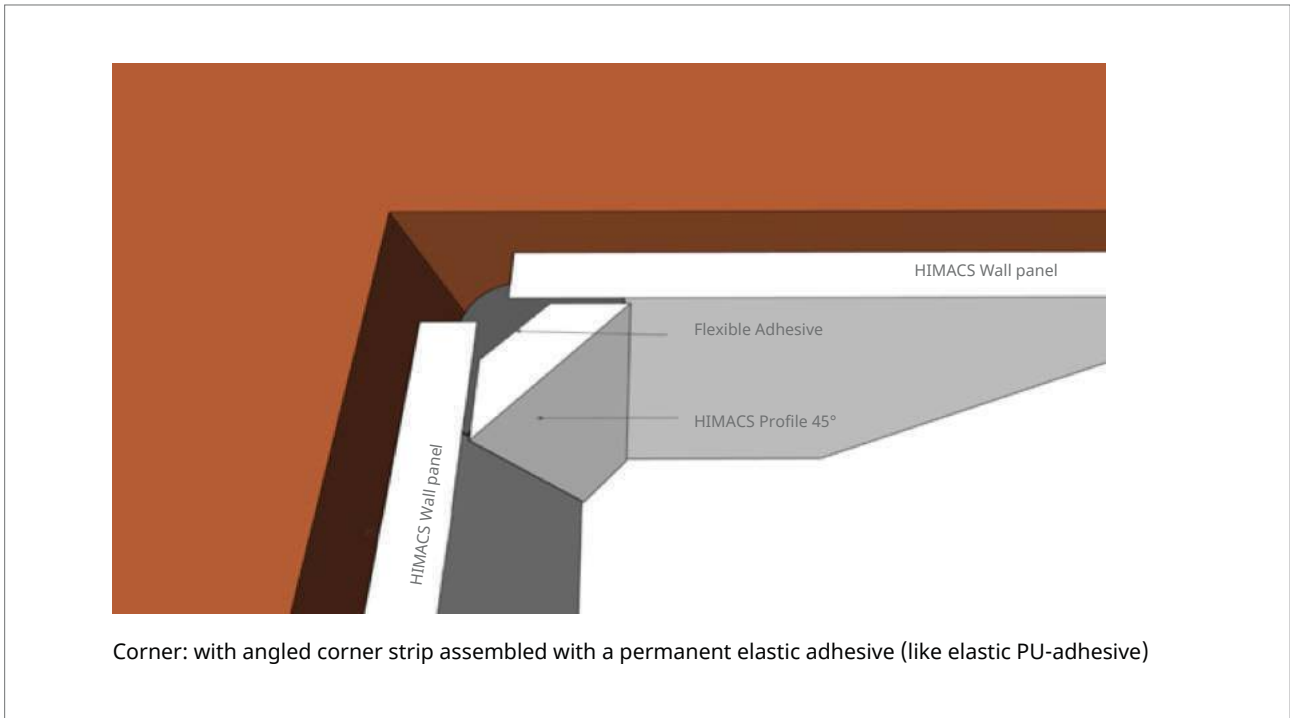 HIMACS Wall panel
Flexible Adhesive
HIMACS Profile 45°
HIMACS Wall panel
Corner: with angled corner strip assembled with a permanent elastic adhesive (like elastic PU-adhesive)